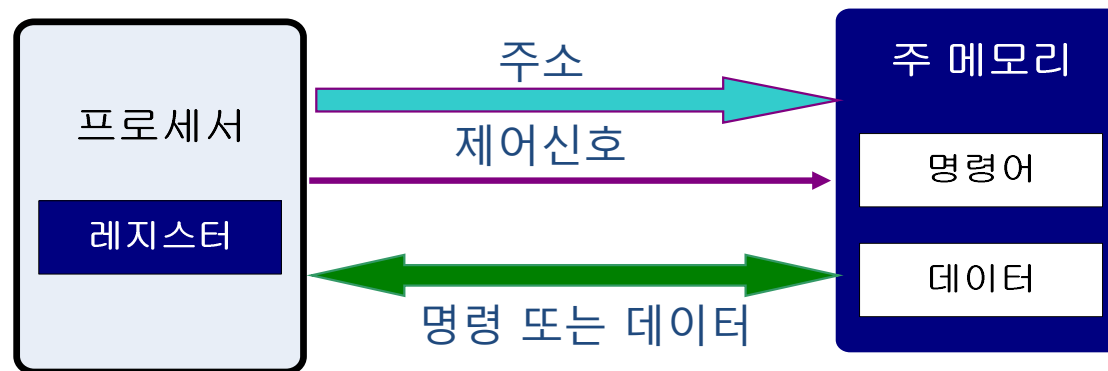 프로세서
레지스터
주소
제어신호
명령 또는 데이터
주 메모리
명령어
데이터